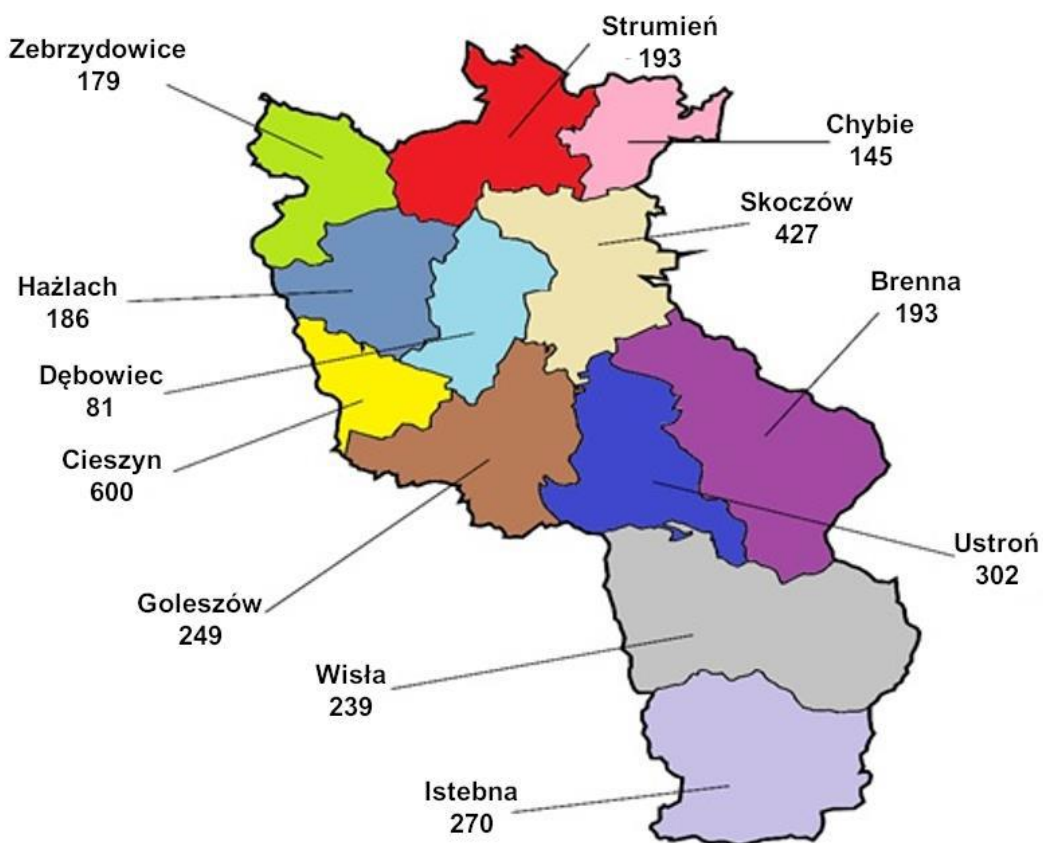 Strumień
193
Zebrzydowice
179
Chybie
145
Skoczów
427
Brenna
193
Hażlach
186
Dębowiec
81
Cieszyn
600
Ustroń
302
Goleszów
249
Wisła
239
Istebna
270